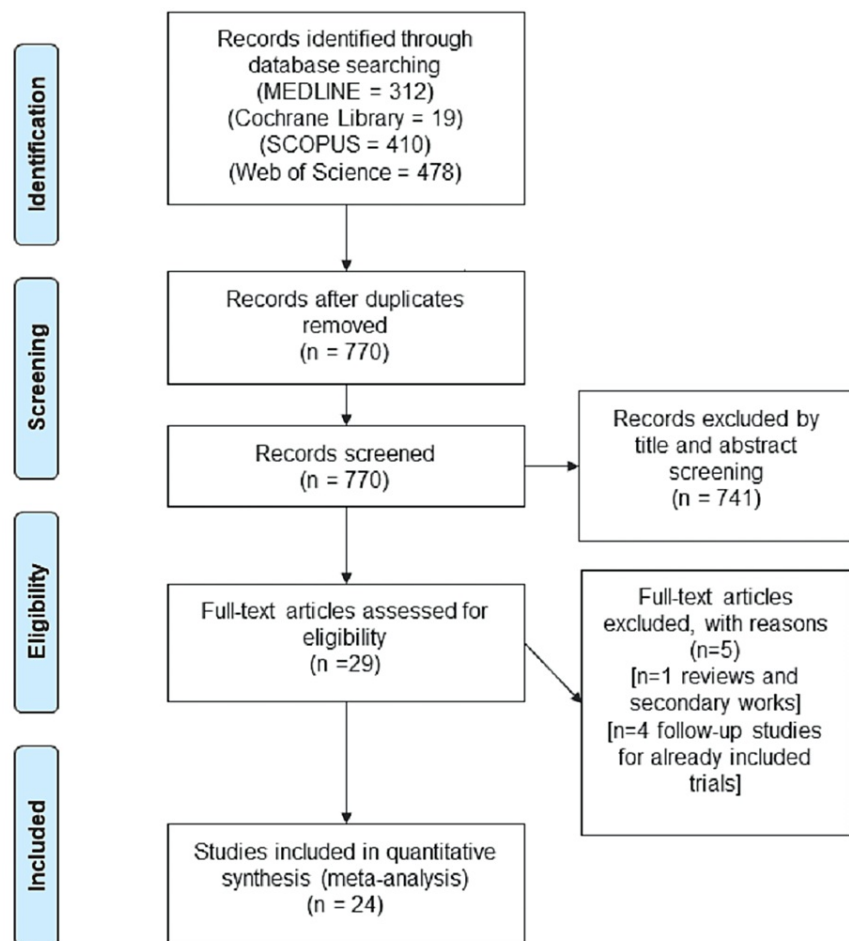 Identification
Records identified through
database searching
(MEDLINE = 312)
(Cochrane Library = 19)
(SCOPUS = 410)
(Web of Science = 478)
Screening
Records after duplicates
removed
(n = 770)
Records screened
(n = 770)
Records excluded by
title and abstract
screening
(n = 741)
Eligibility
Full-text articles assessed for
eligibility
(n =29)
Full-text articles
excluded, with reasons
(n=5)
[n=1 reviews and
secondary works]
[n=4 follow-up studies
for already included
trials]
Included
Studies included in quantitative
synthesis (meta-analysis)
(n = 24)